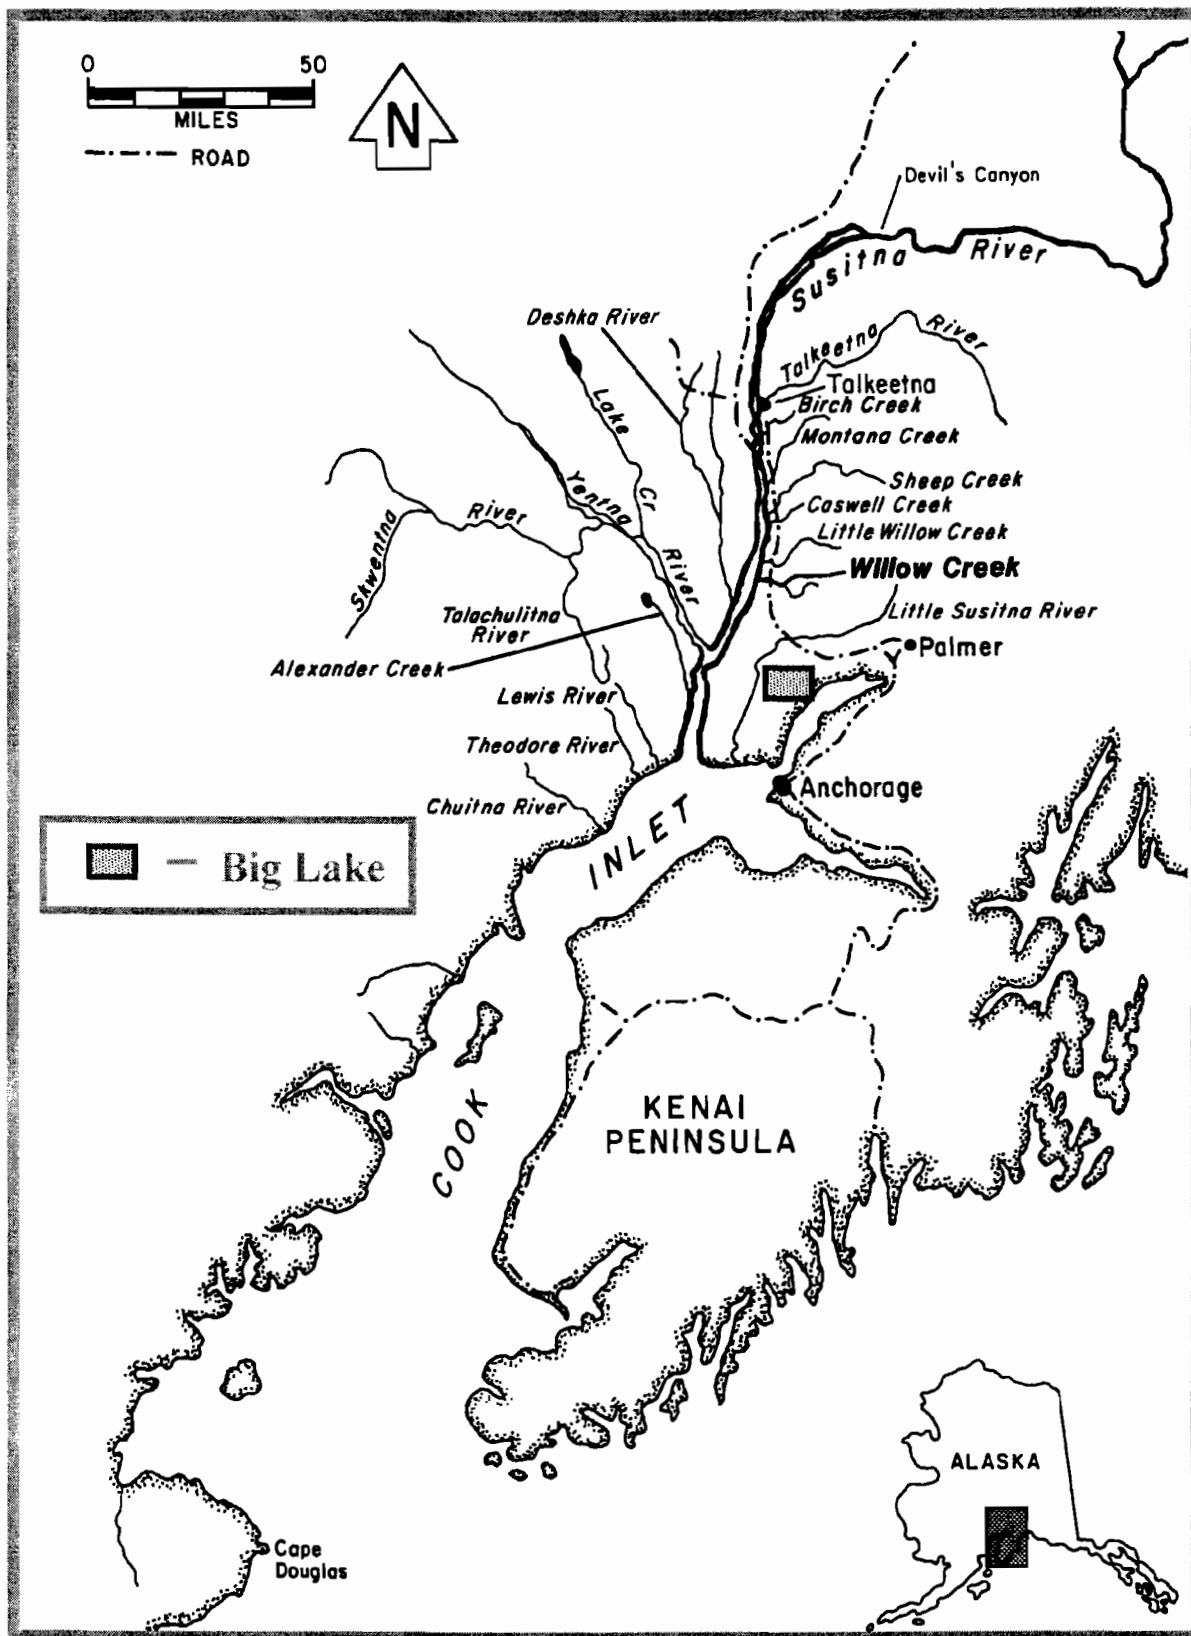 0 50
MILES
ROAD
N
Devil's Canyon
Susitna River
Deshka River
Talkeetna River
Talkeetna
Birch Creek
Montana Creek
Lake Cr
Sheep Creek
Caswell Creek
Yentna River
Skwentna River
Little Willow Creek
Willow Creek
Talachulitna
River
Little Susitna River
Alexander Creek
Palmer
Lewis River
Theodore River
Chuitna River
Anchorage
COOK INLET
— Big Lake
KENAI
PENINSULA
ALASKA
Cape
Douglas